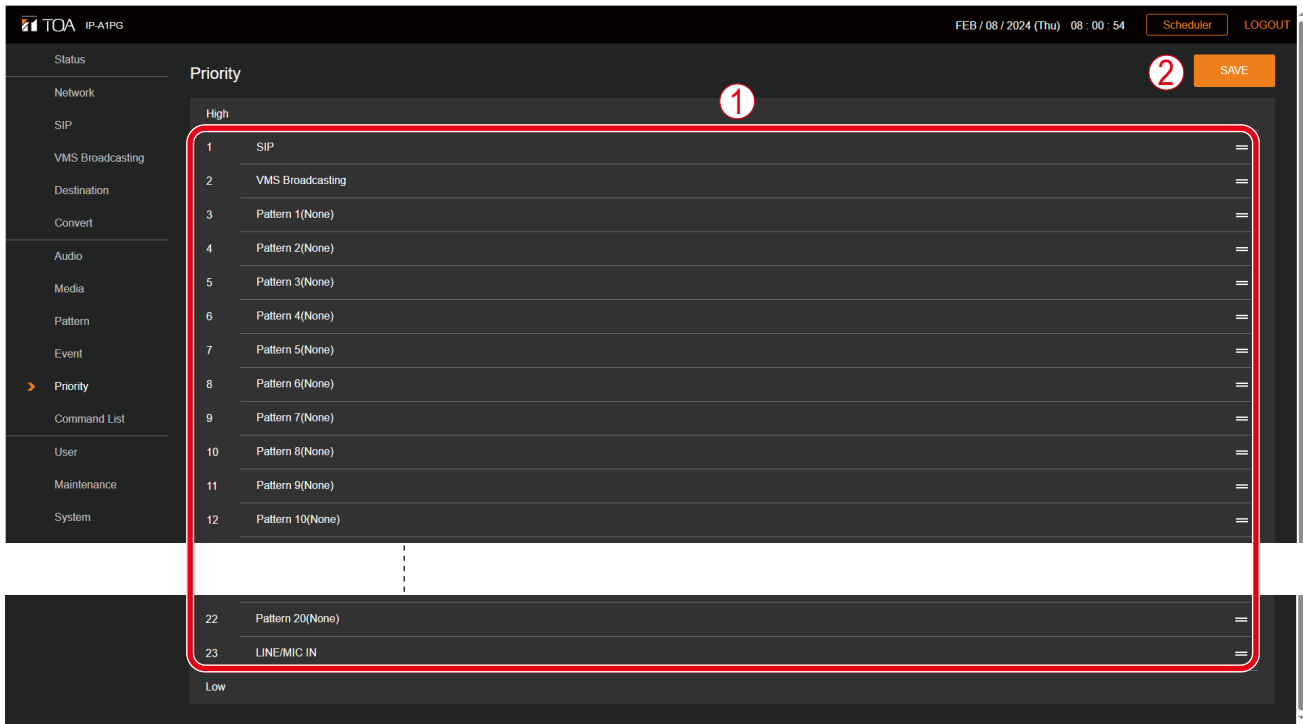 TOA IP-A1PG FEB / 08 / 2024 (Thu) 08 : 00 : 54 Scheduler LOGOUT
Status
Network
SIP
VMS Broadcasting
Destination
Convert
Audio
Media
Pattern
Event
Priority
Command List
User
Maintenance
System
Priority
2 SAVE
1
High
1 SIP
2 VMS Broadcasting
3 Pattern 1(None)
4 Pattern 2(None)
5 Pattern 3(None)
6 Pattern 4(None)
7 Pattern 5(None)
8 Pattern 6(None)
9 Pattern 7(None)
10 Pattern 8(None)
11 Pattern 9(None)
12 Pattern 10(None)
22 Pattern 20(None)
23 LINE/MIC IN
Low